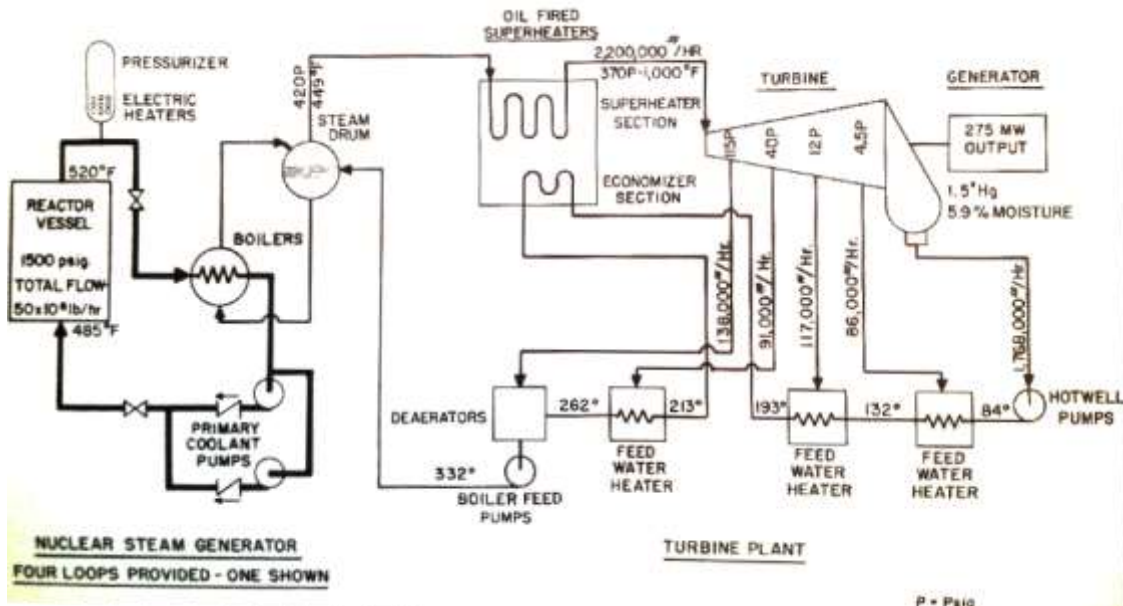 OIL FIRED
SUPERHEATERS
2,200,000#/HR
370P-1,000°F
PRESSURIZER
ELECTRIC
HEATERS
420P
449°F
STEAM
DRUM
SUPERHEATER
SECTION
ECONOMIZER
SECTION
TURBINE
GENERATOR
115P
40P
12P
4.5P
275 MW
OUTPUT
1.5"Hg
5.9% MOISTURE
520°F
REACTOR
VESSEL
1500 psig.
TOTAL FLOW
50x10⁶lb/hr
485°F
BOILERS
138,000#/Hr.
91,000#/Hr.
117,000#/Hr.
86,000#/Hr.
1,768,000#/Hr.
PRIMARY
COOLANT
PUMPS
DEAERATORS
262°
213°
193°
132°
84°
HOTWELL
PUMPS
332°
BOILER FEED
PUMPS
FEED
WATER
HEATER
FEED
WATER
HEATER
FEED
WATER
HEATER
NUCLEAR STEAM GENERATOR
FOUR LOOPS PROVIDED - ONE SHOWN
TURBINE PLANT
P = Psig